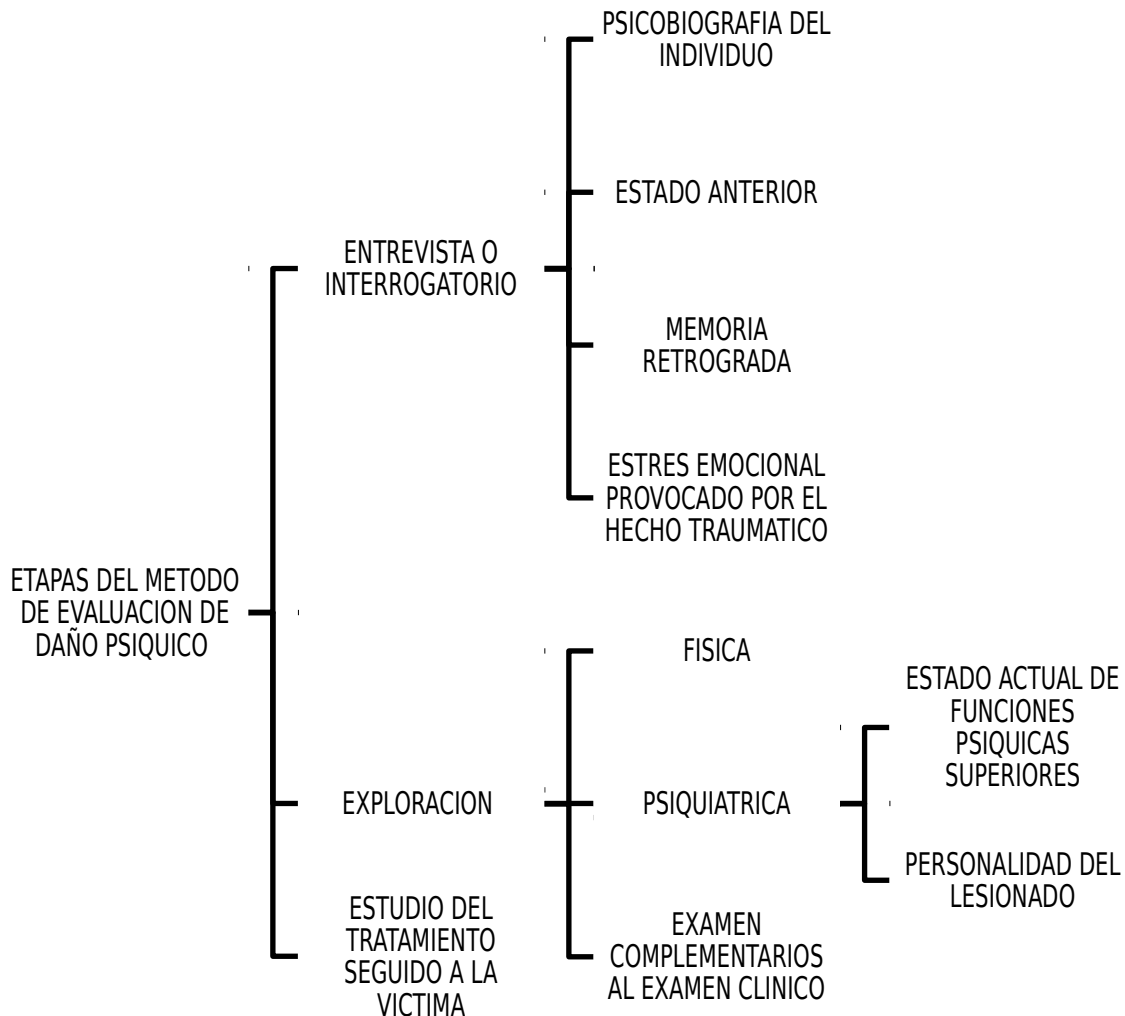 PSICOBIOGRAFIA DEL
INDIVIDUO
ESTADO ANTERIOR
ENTREVISTA O
INTERROGATORIO
MEMORIA
RETROGRADA
ESTRES EMOCIONAL
PROVOCADO POR EL
HECHO TRAUMATICO
ETAPAS DEL METODO
DE EVALUACION DE
DAÑO PSIQUICO
FISICA
ESTADO ACTUAL DE
FUNCIONES
PSIQUICAS
SUPERIORES
EXPLORACION
PSIQUIATRICA
PERSONALIDAD DEL
LESIONADO
ESTUDIO DEL
TRATAMIENTO
SEGUIDO A LA
VICTIMA
EXAMEN
COMPLEMENTARIOS
AL EXAMEN CLINICO